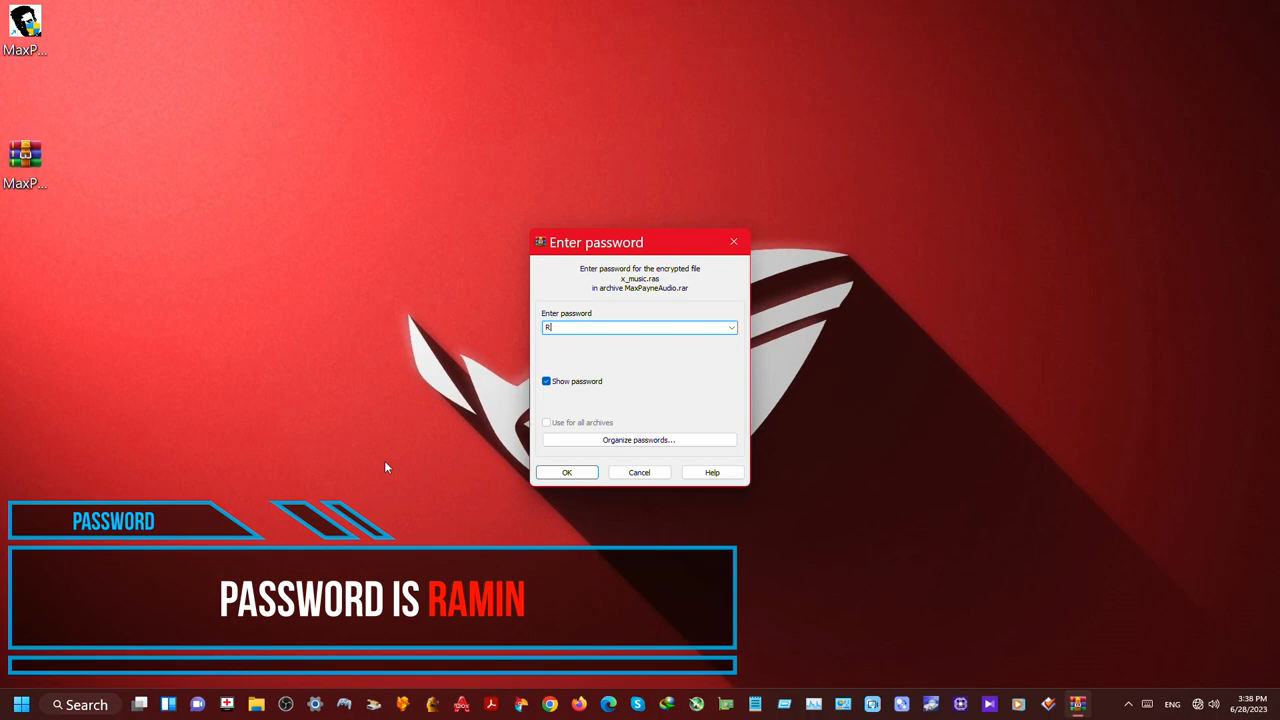 MaxP...
MaxP...
Enter password
Enter password for the encrypted file
x_music.ras
in archive MaxPayneAudio.rar
Enter password
R
Show password
Use for all archives
Organize passwords...
OK
Cancel
Help
PASSWORD
PASSWORD IS RAMIN
Search
ENG
3:38 PM
6/28/2023